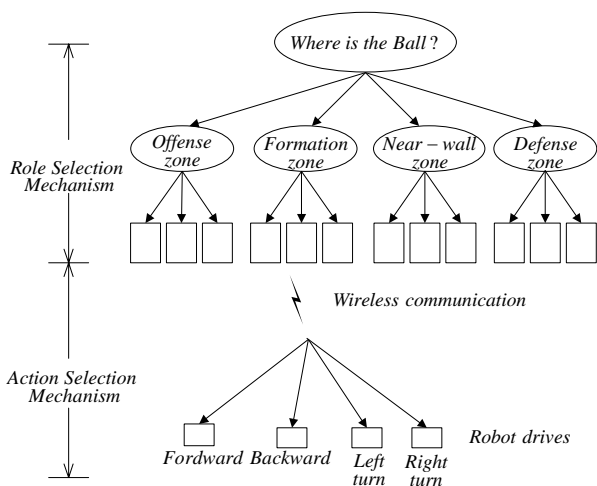 Where is the Ball ?
Offense
zone
Formation
zone
Near – wall
zone
Defense
zone
Role Selection
Mechanism
Wireless communication
Action Selection
Mechanism
Robot drives
Fordward
Backward
Left
turn
Right
turn